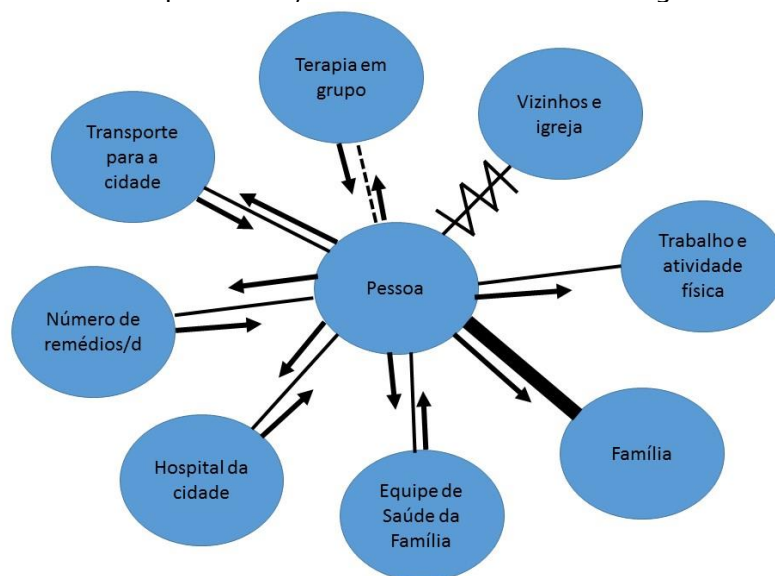 Terapia em
grupo
Vizinhos e
igreja
Transporte
para a
cidade
Trabalho e
atividade
física
Pessoa
Número de
remédios/d
Família
Hospital da
cidade
Equipe de
Saúde da
Família